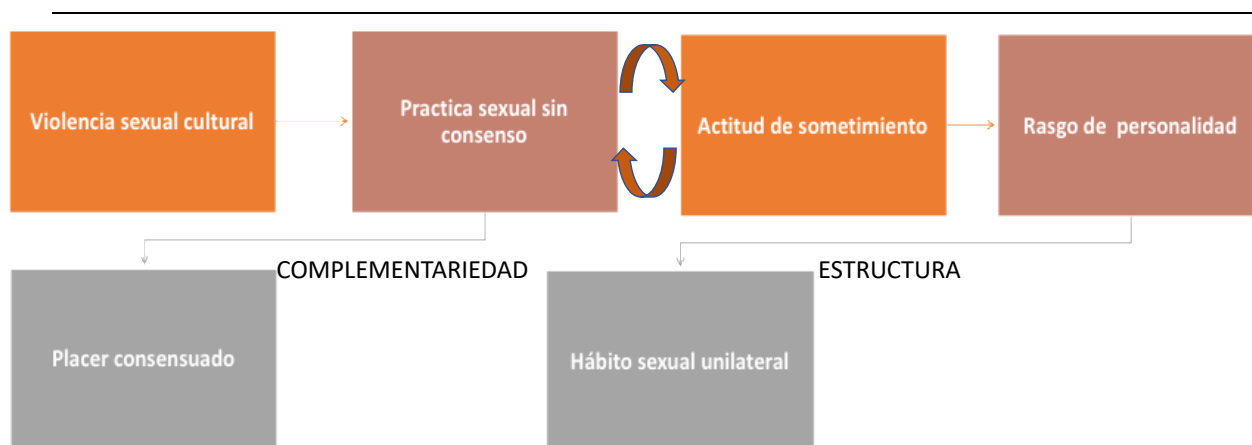 Violencia sexual cultural
Practica sexual sin
consenso
Actitud de sometimiento
Rasgo de personalidad
COMPLEMENTARIEDAD
ESTRUCTURA
Placer consensuado
Hábito sexual unilateral